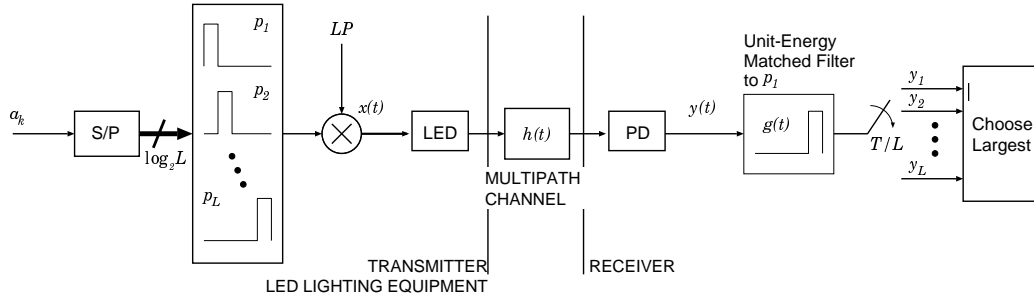 a_k
S/P
log_2 L
p_1
p_2
p_L
LP
x(t)
LED
h(t)
MULTIPATH
CHANNEL
PD
y(t)
Unit-Energy
Matched Filter
to p_1
g(t)
T/L
y_1
y_2
y_L
Choose
Largest
TRANSMITTER
LED LIGHTING EQUIPMENT
RECEIVER